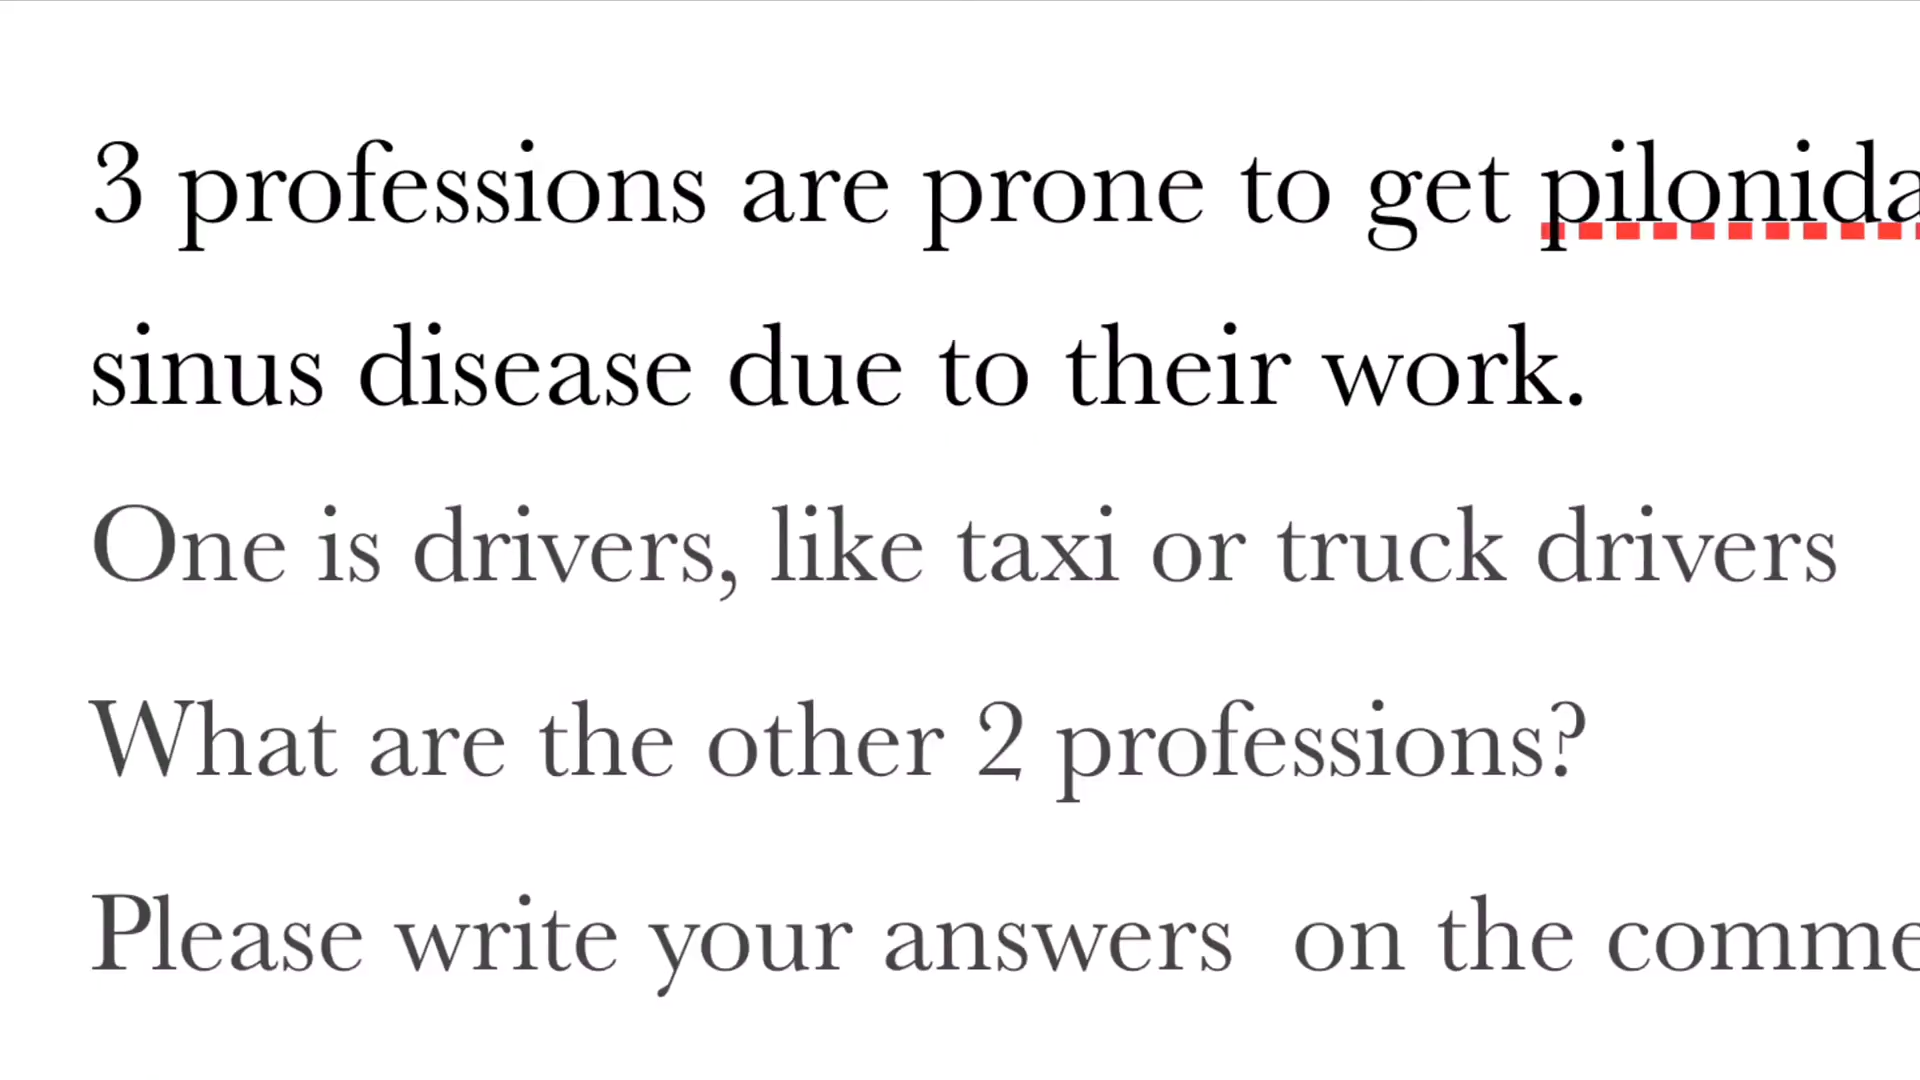 3 professions are prone to get pilonida
sinus disease due to their work.
One is drivers, like taxi or truck drivers
What are the other 2 professions?
Please write your answers on the comme